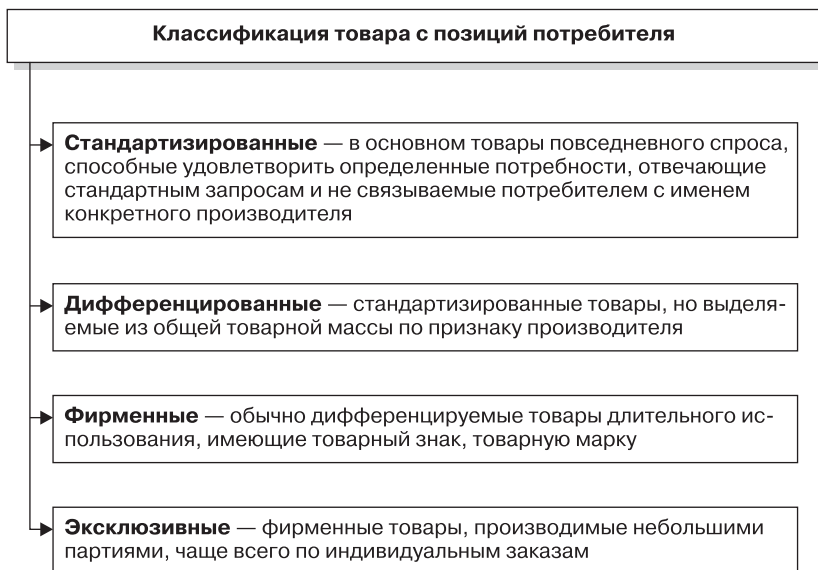 Классификация товара с позиций потребителя
Стандартизированные — в основном товары повседневного спроса,
способные удовлетворить определенные потребности, отвечающие
стандартным запросам и не связываемые потребителем с именем
конкретного производителя
Дифференцированные — стандартизированные товары, но выделя-
емые из общей товарной массы по признаку производителя
Фирменные — обычно дифференцируемые товары длительного ис-
пользования, имеющие товарный знак, товарную марку
Эксклюзивные — фирменные товары, производимые небольшими
партиями, чаще всего по индивидуальным заказам